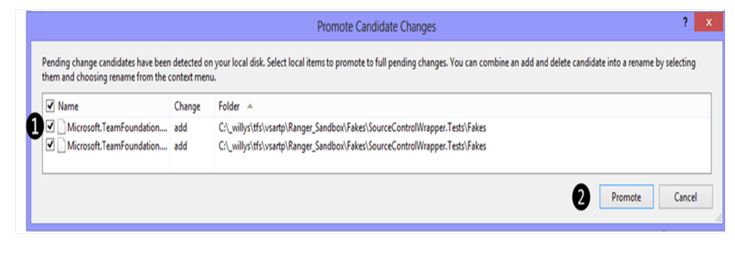 Promote Candidate Changes
? x
Pending change candidates have been detected on your local disk. Select local items to promote to full pending changes. You can combine an add and delete candidate into a rename by selecting
them and choosing rename from the context menu.
Name Change Folder
1 Microsoft.TeamFoundation.... add C:\_willys\tfs\vsartp\Ranger_Sandbox\Fakes\SourceControlWrapper.Tests\Fakes
Microsoft.TeamFoundation.... add C:\_willys\tfs\vsartp\Ranger_Sandbox\Fakes\SourceControlWrapper.Tests\Fakes
2 Promote Cancel